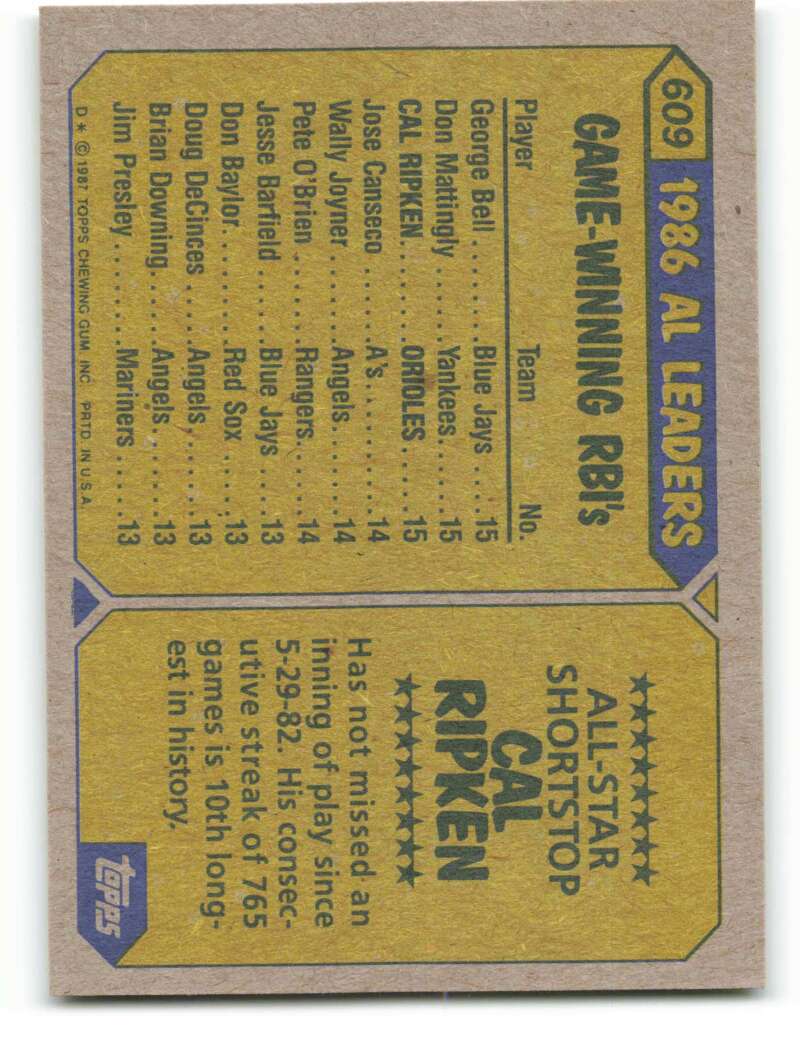 609 1986 AL LEADERS
GAME-WINNING RBI's
Player Team No.
George Bell....... Blue Jays ....15
Don Mattingly ......Yankees.....15
CAL RIPKEN.......ORIOLES.....15
Jose Canseco ......A's..........14
Wally Joyner.......Angels......14
Pete O'Brien.......Rangers.....14
Jesse Barfield ......Blue Jays ....13
Don Baylor........Red Sox .....13
Doug DeCinces .....Angels......13
Brian Downing......Angels......13
Jim Presley........Mariners ....13
D * © 1987 TOPPS CHEWING GUM INC. PRTD. IN U.S.A.
★★★★★★★★★
ALL-STAR
SHORTSTOP
CAL
RIPKEN
★★★★★★★★★
Has not missed an
inning of play since
5-29-82. His consec-
utive streak of 765
games is 10th long-
est in history.
topps